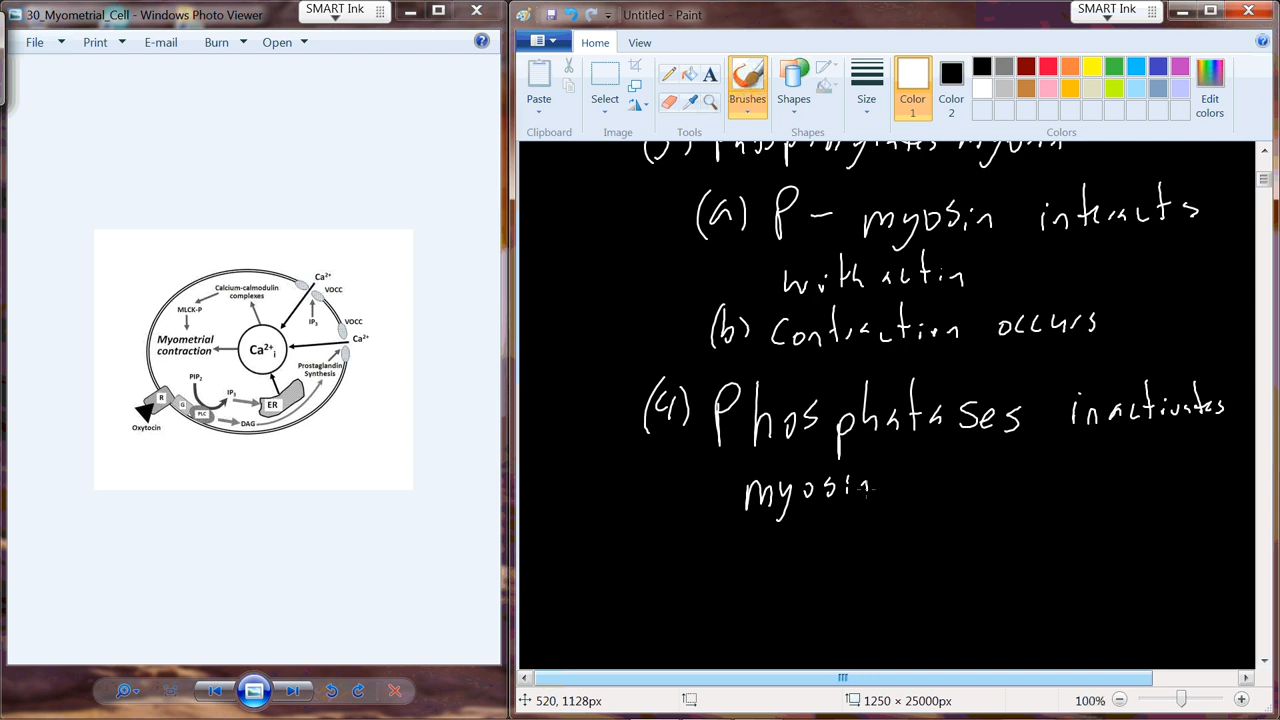 30_Myometrial_Cell - Windows Photo Viewer
SMART Ink
File Print E-mail Burn Open
Ca2+
VOCC
Calcium-calmodulin
complexes
MLCK-P
IP3
VOCC
Myometrial
contraction
Ca2+i
Ca2+
Prostaglandin
Synthesis
PIP2
IP3
ER
R
G
PLC
DAG
Oxytocin
Untitled - Paint
SMART Ink
Home View
Paste
Select
Brushes
Shapes
Size
Color
1
Color
2
Edit
colors
Clipboard Image Tools Shapes Colors
(3) Phosphorylates myosin
(a) P- myosin interacts
with actin
(b) Contraction occurs
(4) Phosphatases inactivates
myosin
520, 1128px
1250 × 25000px
100%